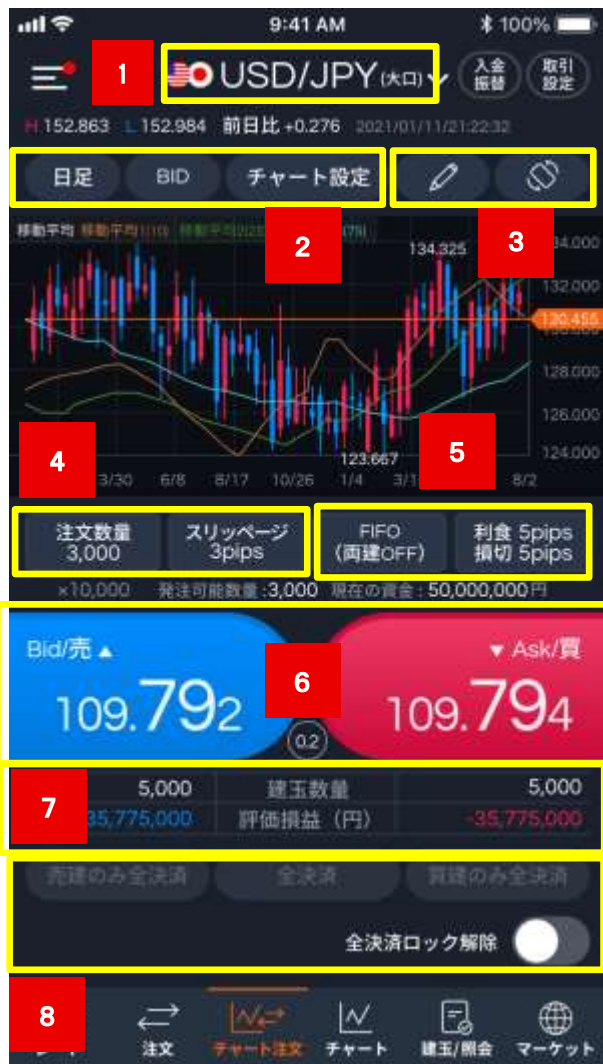 9:41 AM
100%
1
USD/JPY(大口)
入金
振替
取引
設定
H 152.863 L 152.984 前日比 +0.276 2021/01/11/21:22:32
日足
BID
チャート設定
2
3
移動平均 移動平均1(10)
134.325
134.000
132.000
130.455
128.000
126.000
124.000
4
5
123.667
3/30 6/8 8/17 10/26 1/4 8/2
注文数量
3,000
スリッページ
3pips
FIFO
(両建OFF)
利食 5pips
損切 5pips
×10,000 発注可能数量 :3,000 現在の資金 : 50,000,000円
Bid/売 ▲
▼ Ask/買
6
109.792
109.794
0.2
7
5,000 建玉数量 5,000
35,775,000 評価損益(円) -35,775,000
売建のみ全決済
全決済
買建のみ全決済
全決済ロック解除
8
注文
チャート注文
チャート
建玉/照会
マーケット